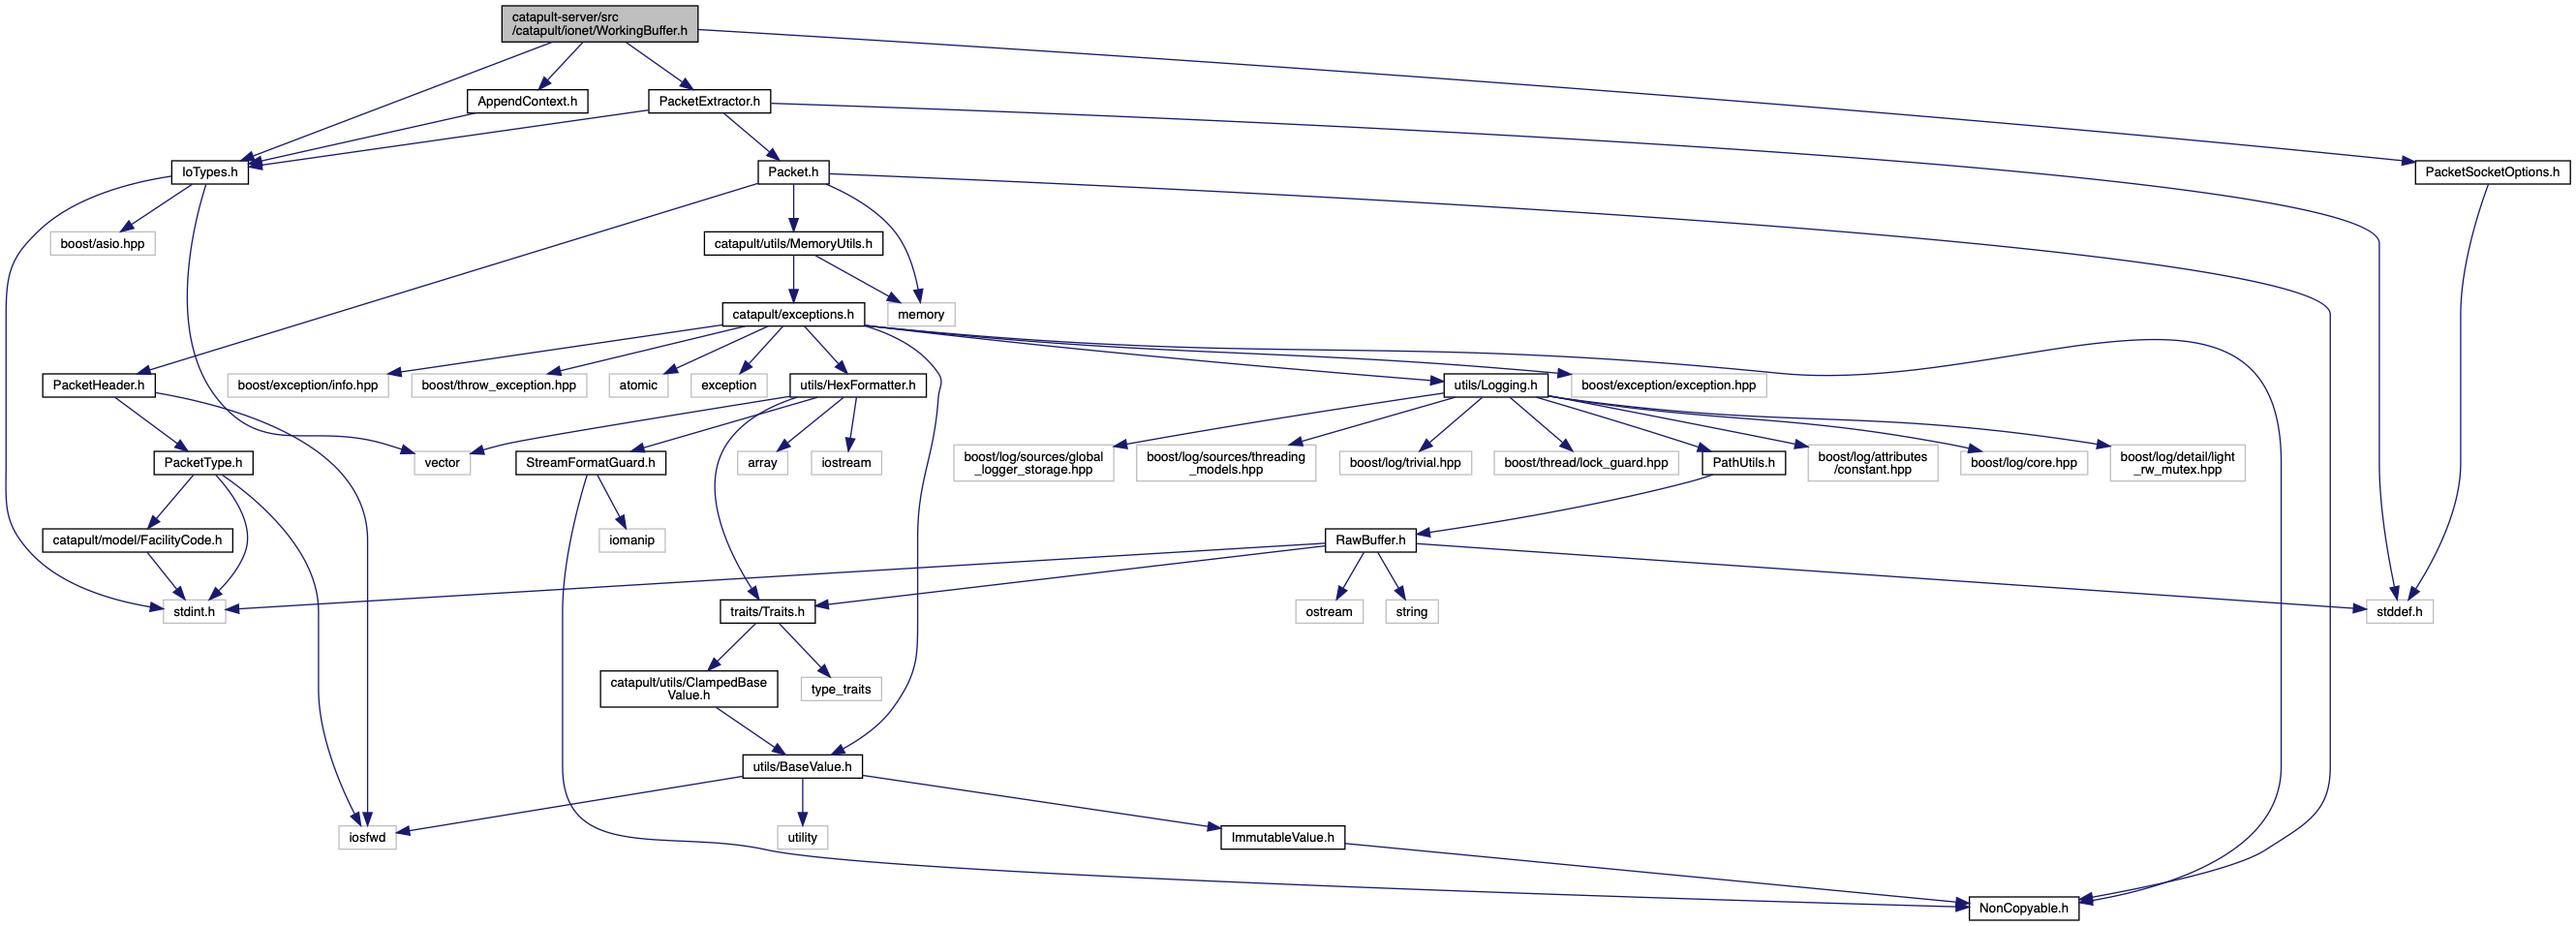 catapult-server/src
/catapult/ionet/WorkingBuffer.h
AppendContext.h
PacketExtractor.h
IoTypes.h
Packet.h
PacketSocketOptions.h
boost/asio.hpp
catapult/utils/MemoryUtils.h
catapult/exceptions.h
memory
PacketHeader.h
boost/exception/info.hpp
boost/throw_exception.hpp
atomic
exception
utils/HexFormatter.h
utils/Logging.h
boost/exception/exception.hpp
PacketType.h
vector
StreamFormatGuard.h
array
iostream
boost/log/sources/global
_logger_storage.hpp
boost/log/sources/threading
_models.hpp
boost/log/trivial.hpp
boost/thread/lock_guard.hpp
PathUtils.h
boost/log/attributes
/constant.hpp
boost/log/core.hpp
boost/log/detail/light
_rw_mutex.hpp
catapult/model/FacilityCode.h
iomanip
RawBuffer.h
stdint.h
traits/Traits.h
ostream
string
stddef.h
catapult/utils/ClampedBase
Value.h
type_traits
utils/BaseValue.h
iosfwd
utility
ImmutableValue.h
NonCopyable.h